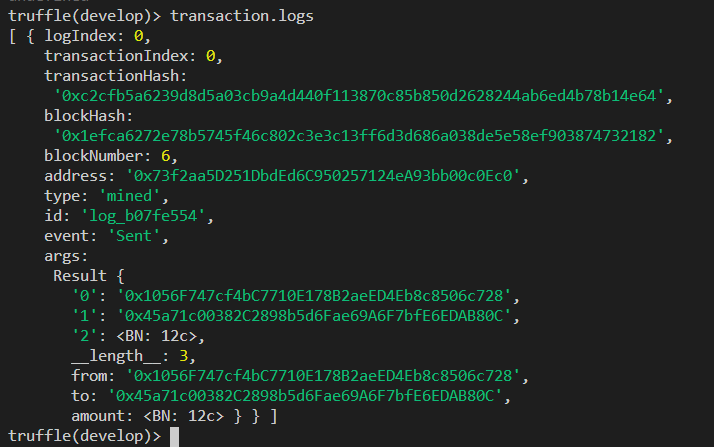 truffle(develop)> transaction.logs
[ { logIndex: 0,
transactionIndex: 0,
transactionHash:
'0xc2cfb5a6239d8d5a03cb9a4d440f113870c85b850d2628244ab6ed4b78b14e64',
blockHash:
'0x1efca6272e78b5745f46c802c3e3c13ff6d3d686a038de5e58ef903874732182',
blockNumber: 6,
address: '0x73f2aa5D251DbdEd6C950257124eA93bb00c0Ec0',
type: 'mined',
id: 'log_b07fe554',
event: 'Sent',
args:
Result {
'0': '0x1056F747cf4bC7710E178B2aeED4Eb8c8506c728',
'1': '0x45a71c00382C2898b5d6Fae69A6F7bfE6EDAB80C',
'2': <BN: 12c>,
__length__: 3,
from: '0x1056F747cf4bC7710E178B2aeED4Eb8c8506c728',
to: '0x45a71c00382C2898b5d6Fae69A6F7bfE6EDAB80C',
amount: <BN: 12c> } } ]
truffle(develop)>